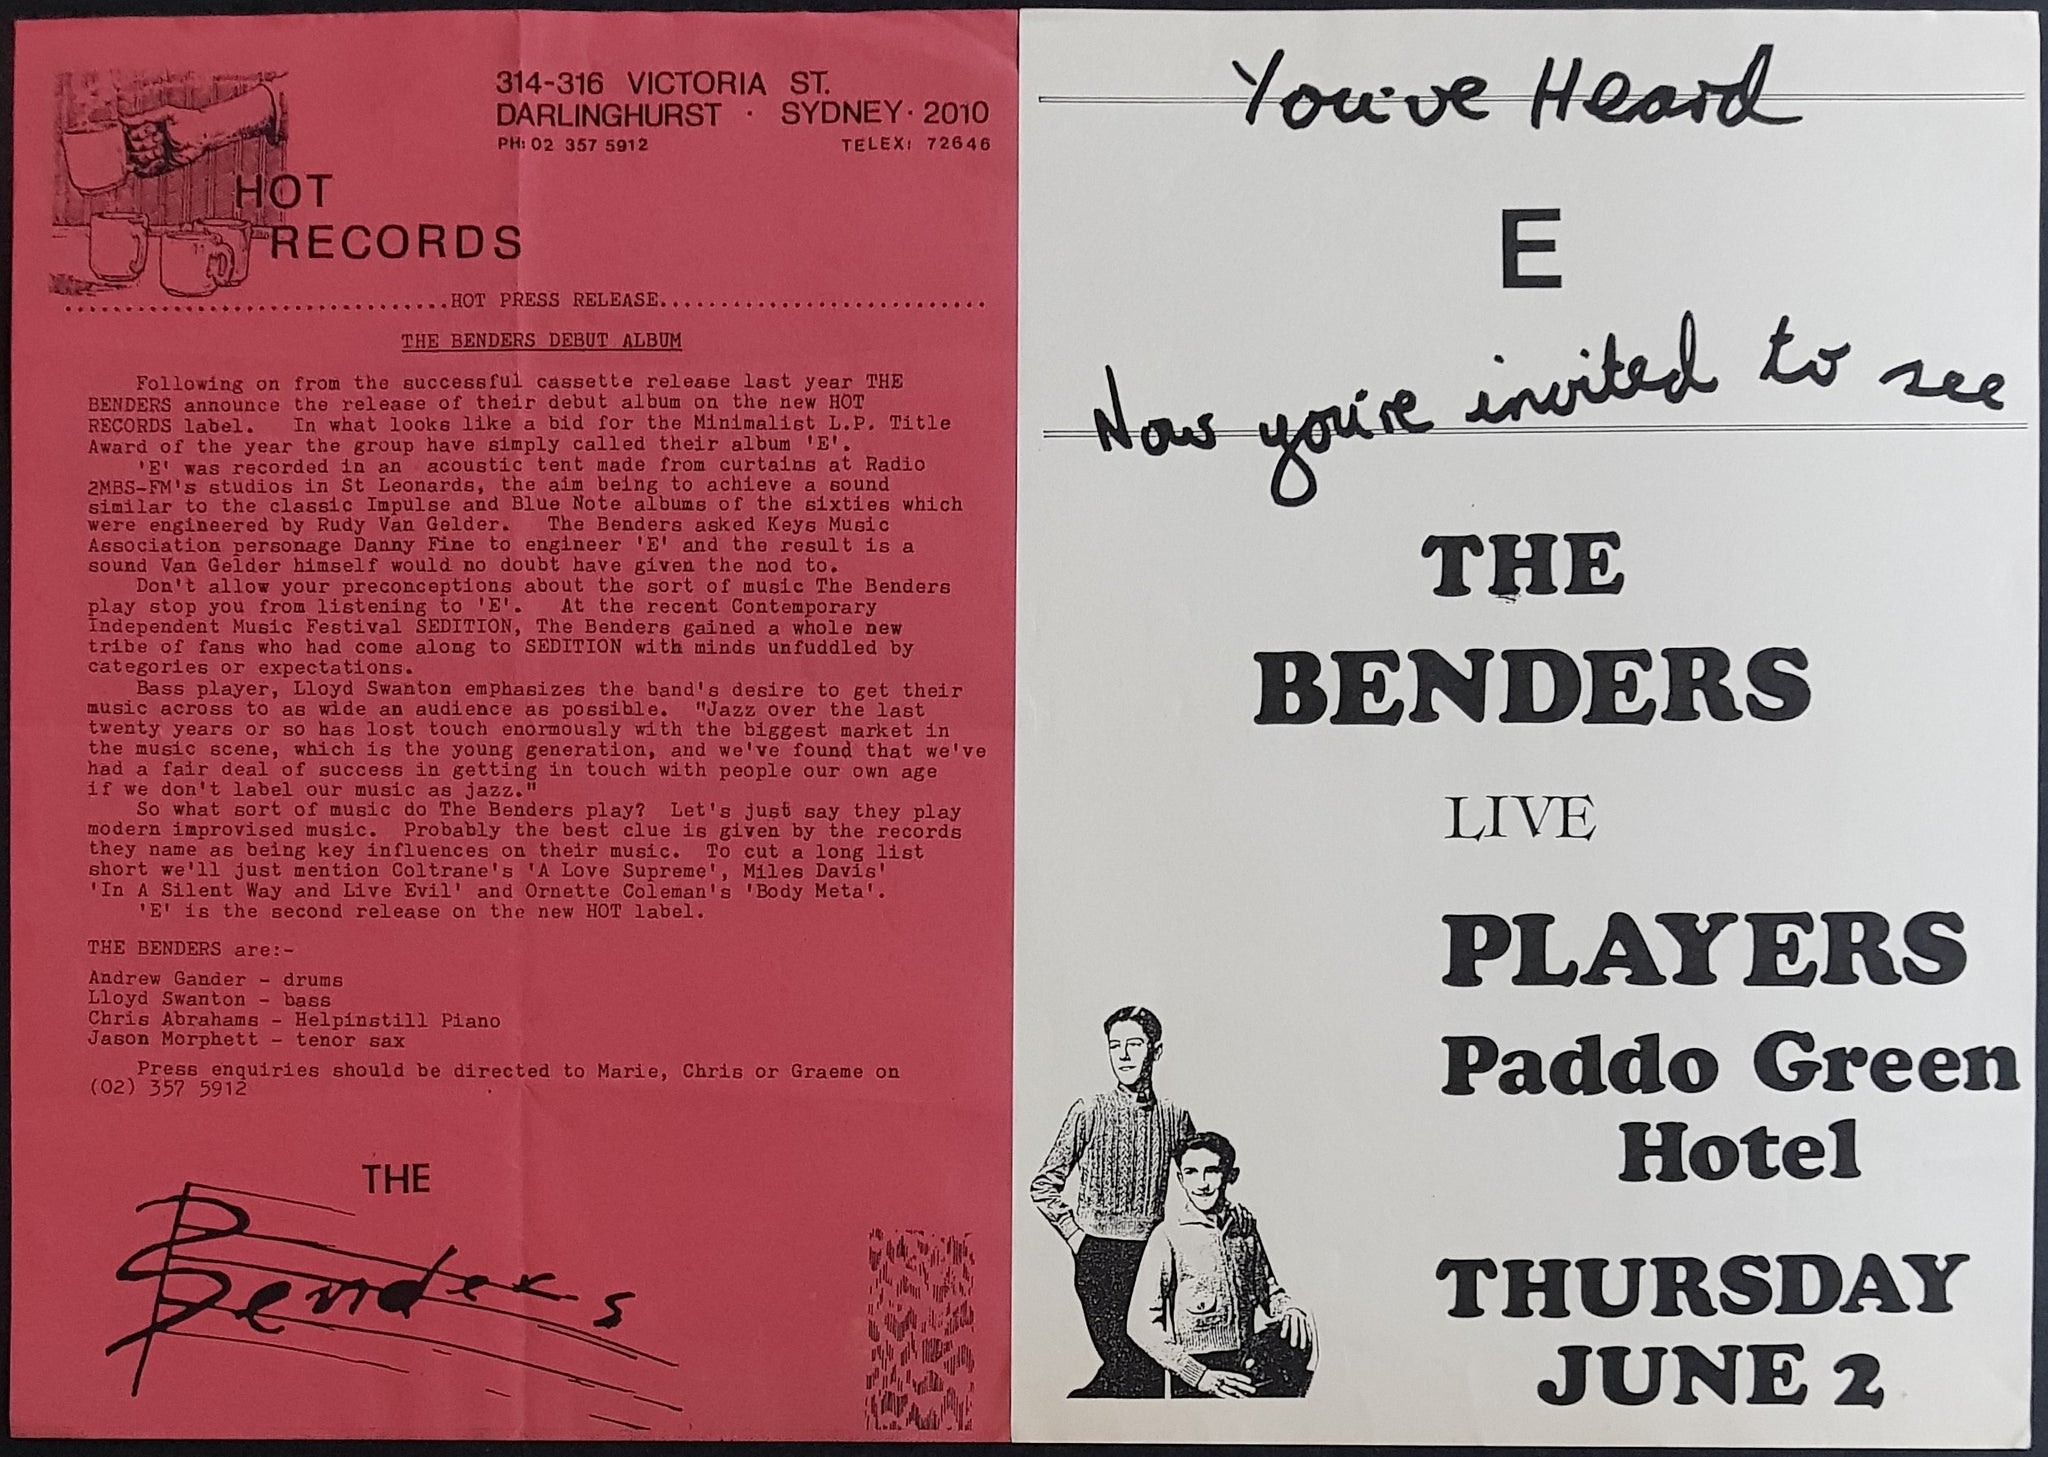 314-316 VICTORIA ST.
DARLINGHURST · SYDNEY · 2010
PH: 02 357 5912 TELEX: 72646
HOT
RECORDS
HOT PRESS RELEASE
THE BENDERS DEBUT ALBUM
Following on from the successful cassette release last year THE
BENDERS announce the release of their debut album on the new HOT
RECORDS label. In what looks like a bid for the Minimalist L.P. Title
Award of the year the group have simply called their album 'E'.
'E' was recorded in an acoustic tent made from curtains at Radio
2MBS-FM's studios in St Leonards, the aim being to achieve a sound
similar to the classic Impulse and Blue Note albums of the sixties which
were engineered by Rudy Van Gelder. The Benders asked Keys Music
Association personage Danny Fine to engineer 'E' and the result is a
sound Van Gelder himself would no doubt have given the nod to.
Don't allow your preconceptions about the sort of music The Benders
play stop you from listening to 'E'. At the recent Contemporary
Independent Music Festival SEDITION, The Benders gained a whole new
tribe of fans who had come along to SEDITION with minds unfuddled by
categories or expectations.
Bass player, Lloyd Swanton emphasizes the band's desire to get their
music across to as wide an audience as possible. "Jazz over the last
twenty years or so has lost touch enormously with the biggest market in
the music scene, which is the young generation, and we've found that we've
had a fair deal of success in getting in touch with people our own age
if we don't label our music as jazz."
So what sort of music do The Benders play? Let's just say they play
modern improvised music. Probably the best clue is given by the records
they name as being key influences on their music. To cut a long list
short we'll just mention Coltrane's 'A Love Supreme', Miles Davis'
'In A Silent Way and Live Evil' and Ornette Coleman's 'Body Meta'.
'E' is the second release on the new HOT label.
THE BENDERS are:-
Andrew Gander - drums
Lloyd Swanton - bass
Chris Abrahams - Helpinstill Piano
Jason Morphett - tenor sax
Press enquiries should be directed to Marie, Chris or Graeme on
(02) 357 5912
THE
Benders
You've Heard
E
Now you're invited to see
THE
BENDERS
LIVE
PLAYERS
Paddo Green
Hotel
THURSDAY
JUNE 2